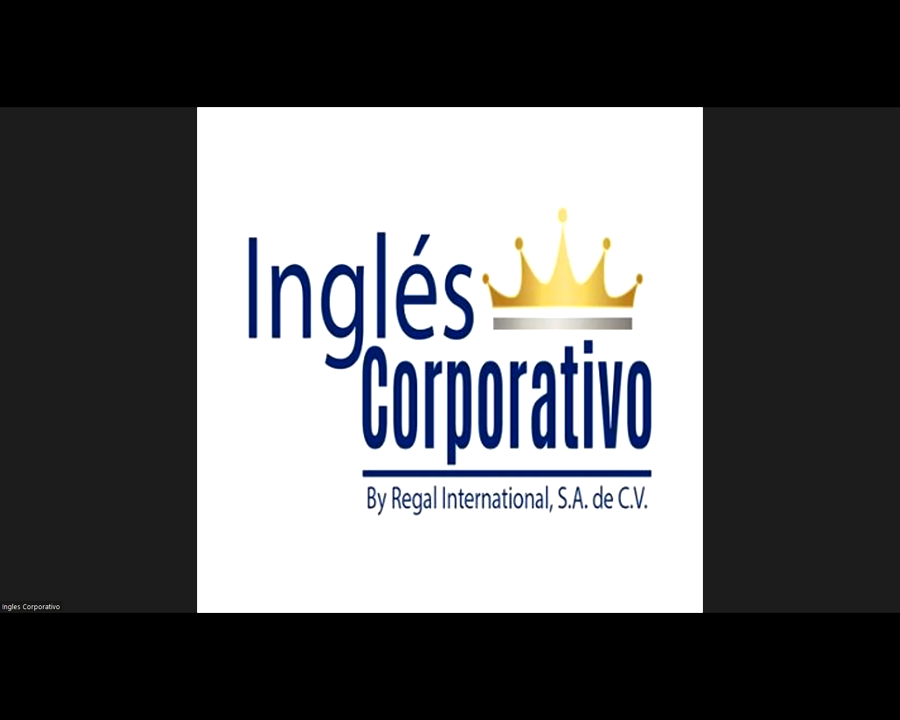 Inglés
Corporativo
By Regal International, S.A. de C.V.
Ingles Corporativo